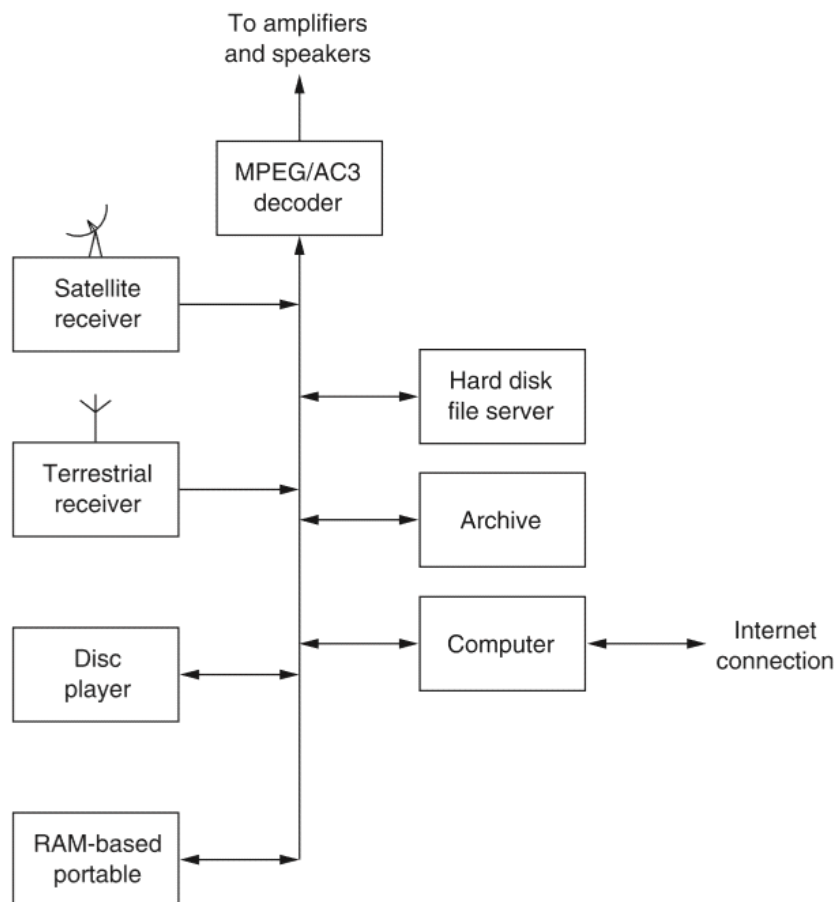 To amplifiers
and speakers
MPEG/AC3
decoder
Satellite
receiver
Hard disk
file server
Terrestrial
receiver
Archive
Computer
Internet
connection
Disc
player
RAM-based
portable